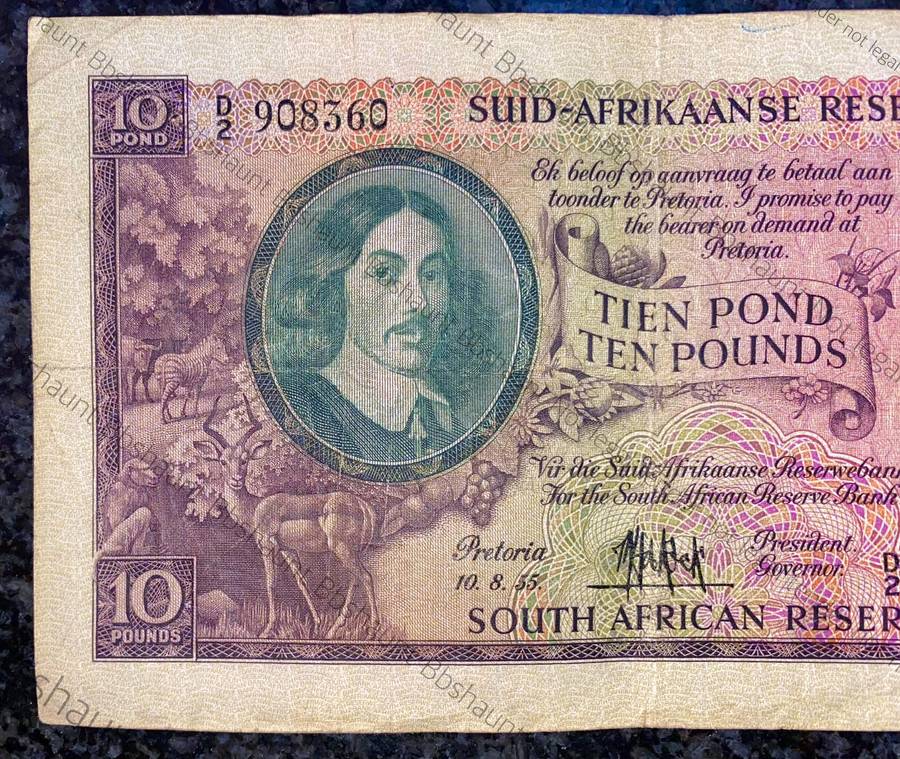 10
POND
D/2 908360
SUID-AFRIKAANSE RESE
Ek beloof op aanvraag te betaal aan
toonder te Pretoria. I promise to pay
the bearer on demand at
Pretoria.
TIEN POND
TEN POUNDS
Vir die Suid-Afrikaanse Reserweban
For the South African Reserve Bank
Pretoria
10. 8. 55.
President.
Governor.
D
2
10
POUNDS
SOUTH AFRICAN RESER